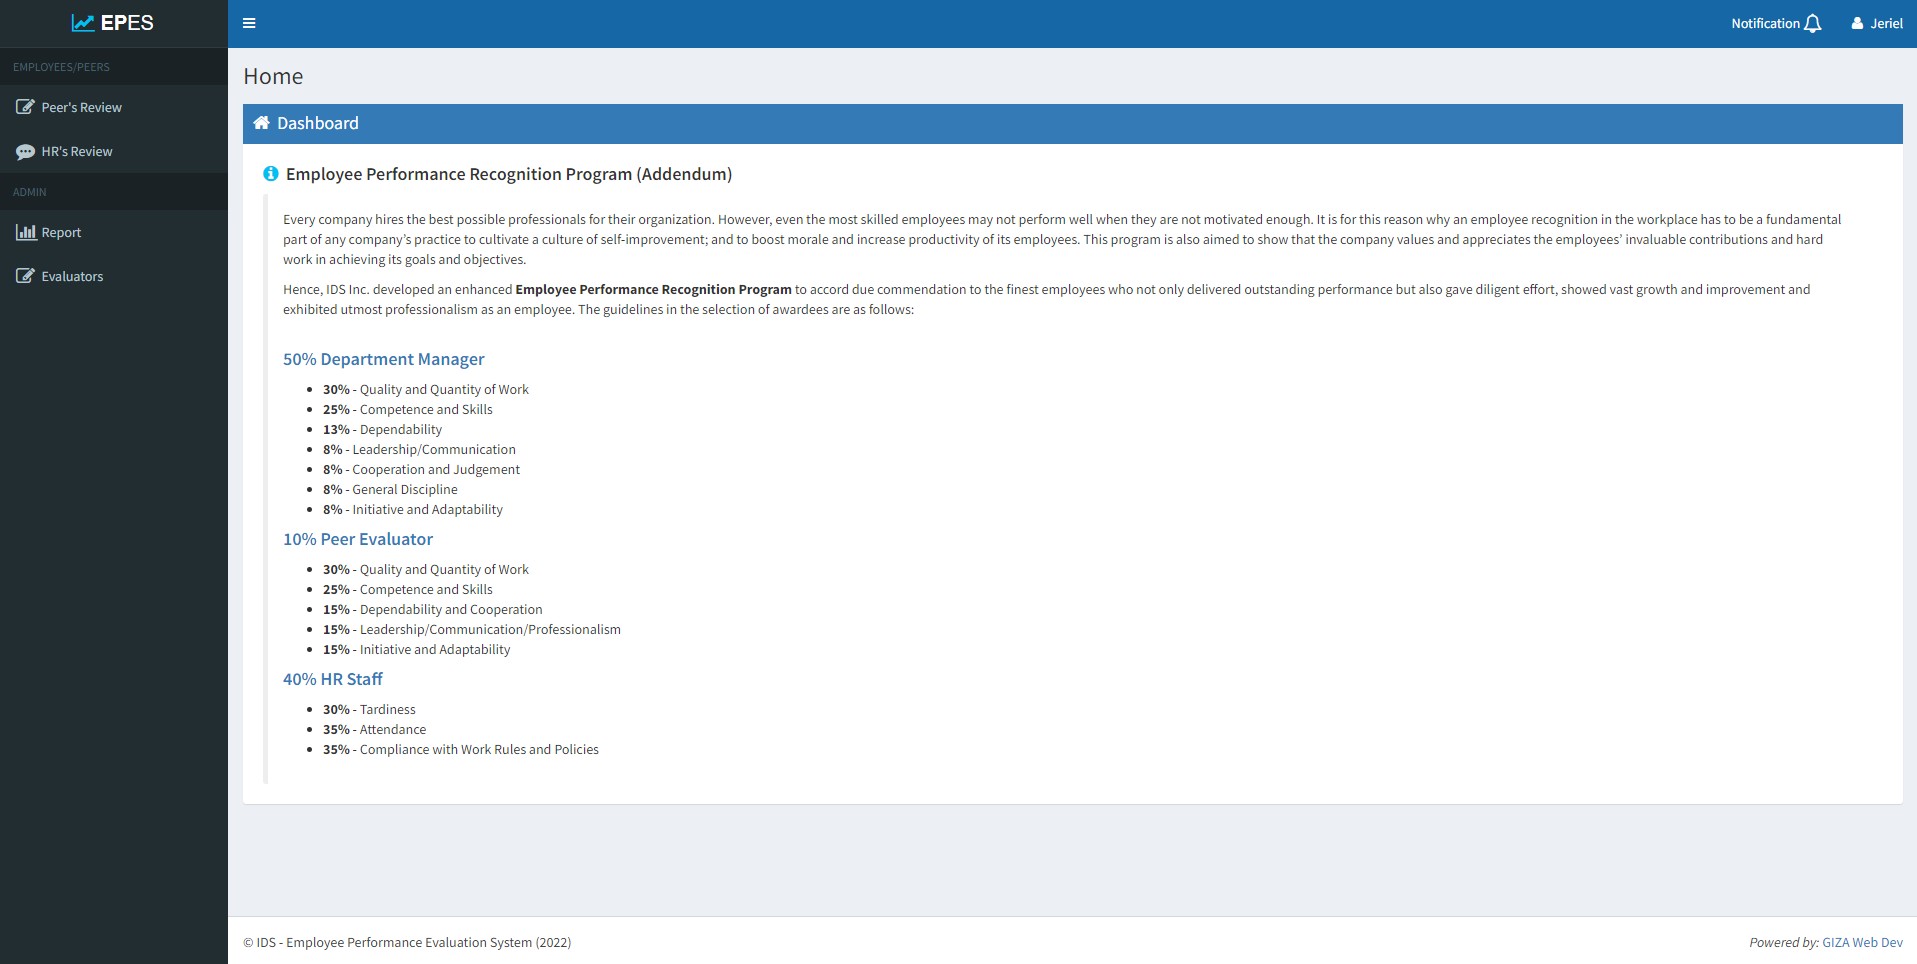 EPES
Notification
Jeriel
EMPLOYEES/PEERS
Peer's Review
HR's Review
ADMIN
Report
Evaluators
Home
Dashboard
Employee Performance Recognition Program (Addendum)
Every company hires the best possible professionals for their organization. However, even the most skilled employees may not perform well when they are not motivated enough. It is for this reason why an employee recognition in the workplace has to be a fundamental
part of any company’s practice to cultivate a culture of self-improvement; and to boost morale and increase productivity of its employees. This program is also aimed to show that the company values and appreciates the employees’ invaluable contributions and hard
work in achieving its goals and objectives.
Hence, IDS Inc. developed an enhanced Employee Performance Recognition Program to accord due commendation to the finest employees who not only delivered outstanding performance but also gave diligent effort, showed vast growth and improvement and
exhibited utmost professionalism as an employee. The guidelines in the selection of awardees are as follows:
50% Department Manager
• 30% - Quality and Quantity of Work
• 25% - Competence and Skills
• 13% - Dependability
• 8% - Leadership/Communication
• 8% - Cooperation and Judgement
• 8% - General Discipline
• 8% - Initiative and Adaptability
10% Peer Evaluator
• 30% - Quality and Quantity of Work
• 25% - Competence and Skills
• 15% - Dependability and Cooperation
• 15% - Leadership/Communication/Professionalism
• 15% - Initiative and Adaptability
40% HR Staff
• 30% - Tardiness
• 35% - Attendance
• 35% - Compliance with Work Rules and Policies
© IDS - Employee Performance Evaluation System (2022)
Powered by: GIZA Web Dev